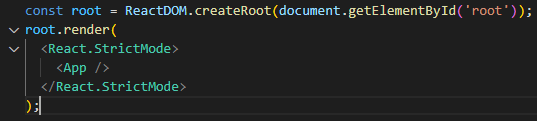 const root = ReactDOM.createRoot(document.getElementById('root'));
root.render(
  <React.StrictMode>
    <App />
  </React.StrictMode>
);